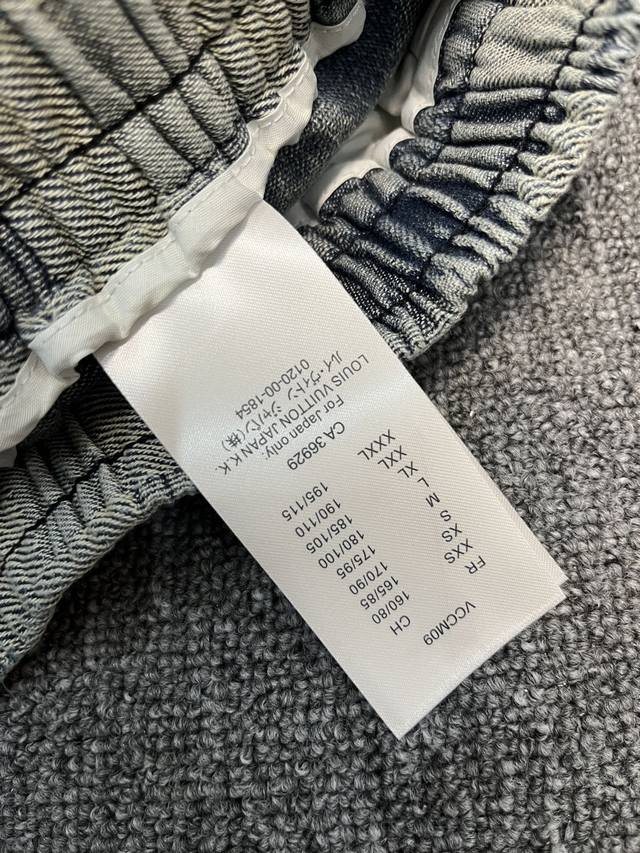 VCCM09
FR CH
XXS 160/80
XS 165/85
S 170/90
M 175/95
L 180/100
XL 185/105
XXL 190/110
XXXL 195/115
CA 36929
For Japan only:
LOUIS VUITTON JAPAN K.K.
ルイ・ヴィトン ジャパン(株)
0120-00-1854